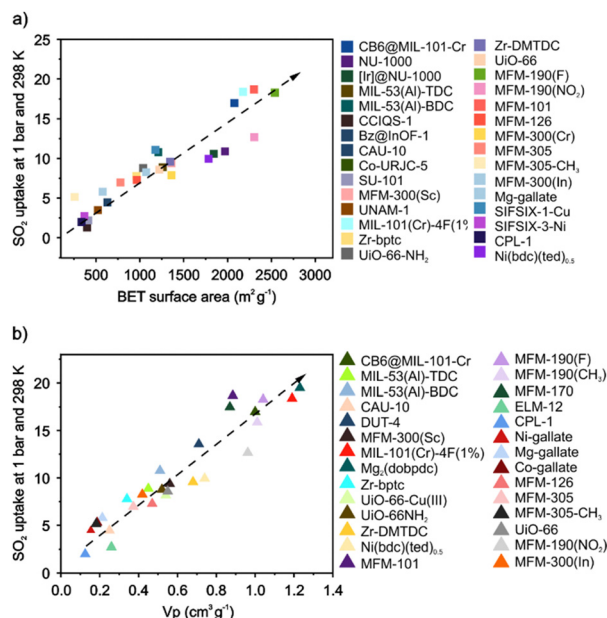 a)
SO₂ uptake at 1 bar and 298 K
25
20
15
10
5
0
500 1000 1500 2000 2500 3000
BET surface area (m² g⁻¹)
CB6@MIL-101-Cr
NU-1000
[Ir]@NU-1000
MIL-53(Al)-TDC
MIL-53(Al)-BDC
CCIQS-1
Bz@InOF-1
CAU-10
Co-URJC-5
SU-101
MFM-300(Sc)
UNAM-1
MIL-101(Cr)-4F(1%
Zr-bptc
UiO-66-NH₂
Zr-DMTDC
UiO-66
MFM-190(F)
MFM-190(NO₂)
MFM-101
MFM-126
MFM-300(Cr)
MFM-305
MFM-305-CH₃
MFM-300(In)
Mg-gallate
SIFSIX-1-Cu
SIFSIX-3-Ni
CPL-1
Ni(bdc)(ted)₀.₅
b)
SO₂ uptake at 1 bar and 298 K
25
20
15
10
5
0
0.0 0.2 0.4 0.6 0.8 1.0 1.2 1.4
Vp (cm³ g⁻¹)
CB6@MIL-101-Cr
MIL-53(Al)-TDC
MIL-53(Al)-BDC
CAU-10
DUT-4
MFM-300(Sc)
MIL-101(Cr)-4F(1%)
Mg₂(dobpdc)
Zr-bptc
UiO-66-Cu(III)
UiO-66NH₂
Zr-DMTDC
Ni(bdc)(ted)₀.₅
MFM-101
MFM-190(F)
MFM-190(CH₃)
MFM-170
ELM-12
CPL-1
Ni-gallate
Mg-gallate
Co-gallate
MFM-126
MFM-305
MFM-305-CH₃
UiO-66
MFM-190(NO₂)
MFM-300(In)